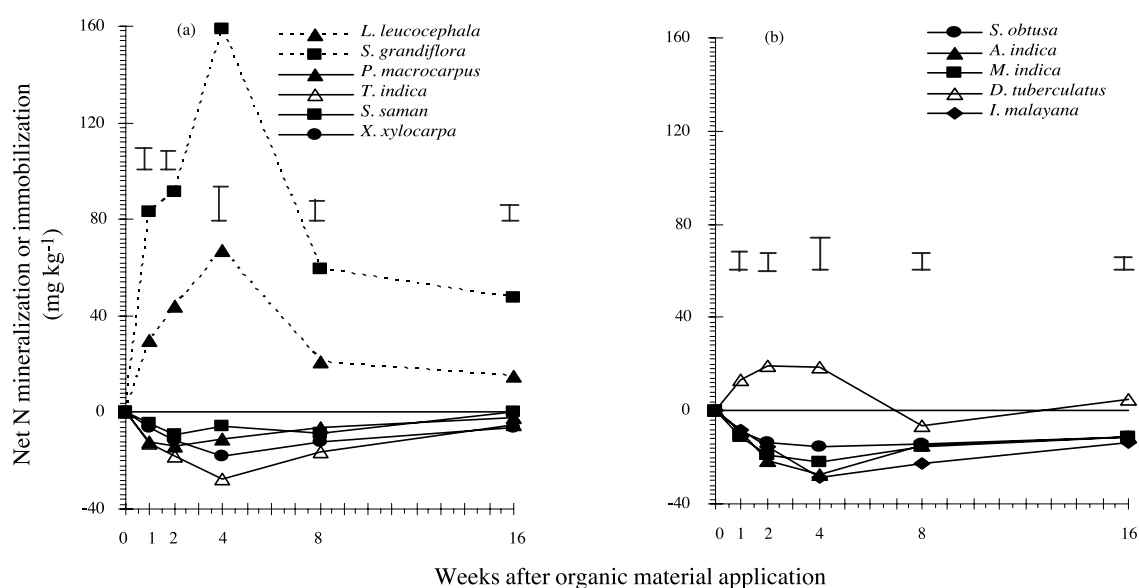 Net N mineralization or immobilization
(mg kg-1)
160
120
80
40
0
-40
(a)
L. leucocephala
S. grandiflora
P. macrocarpus
T. indica
S. saman
X. xylocarpa
0 1 2 4 8 16
160
120
80
40
0
-40
(b)
S. obtusa
A. indica
M. indica
D. tuberculatus
I. malayana
0 1 2 4 8 16
Weeks after organic material application